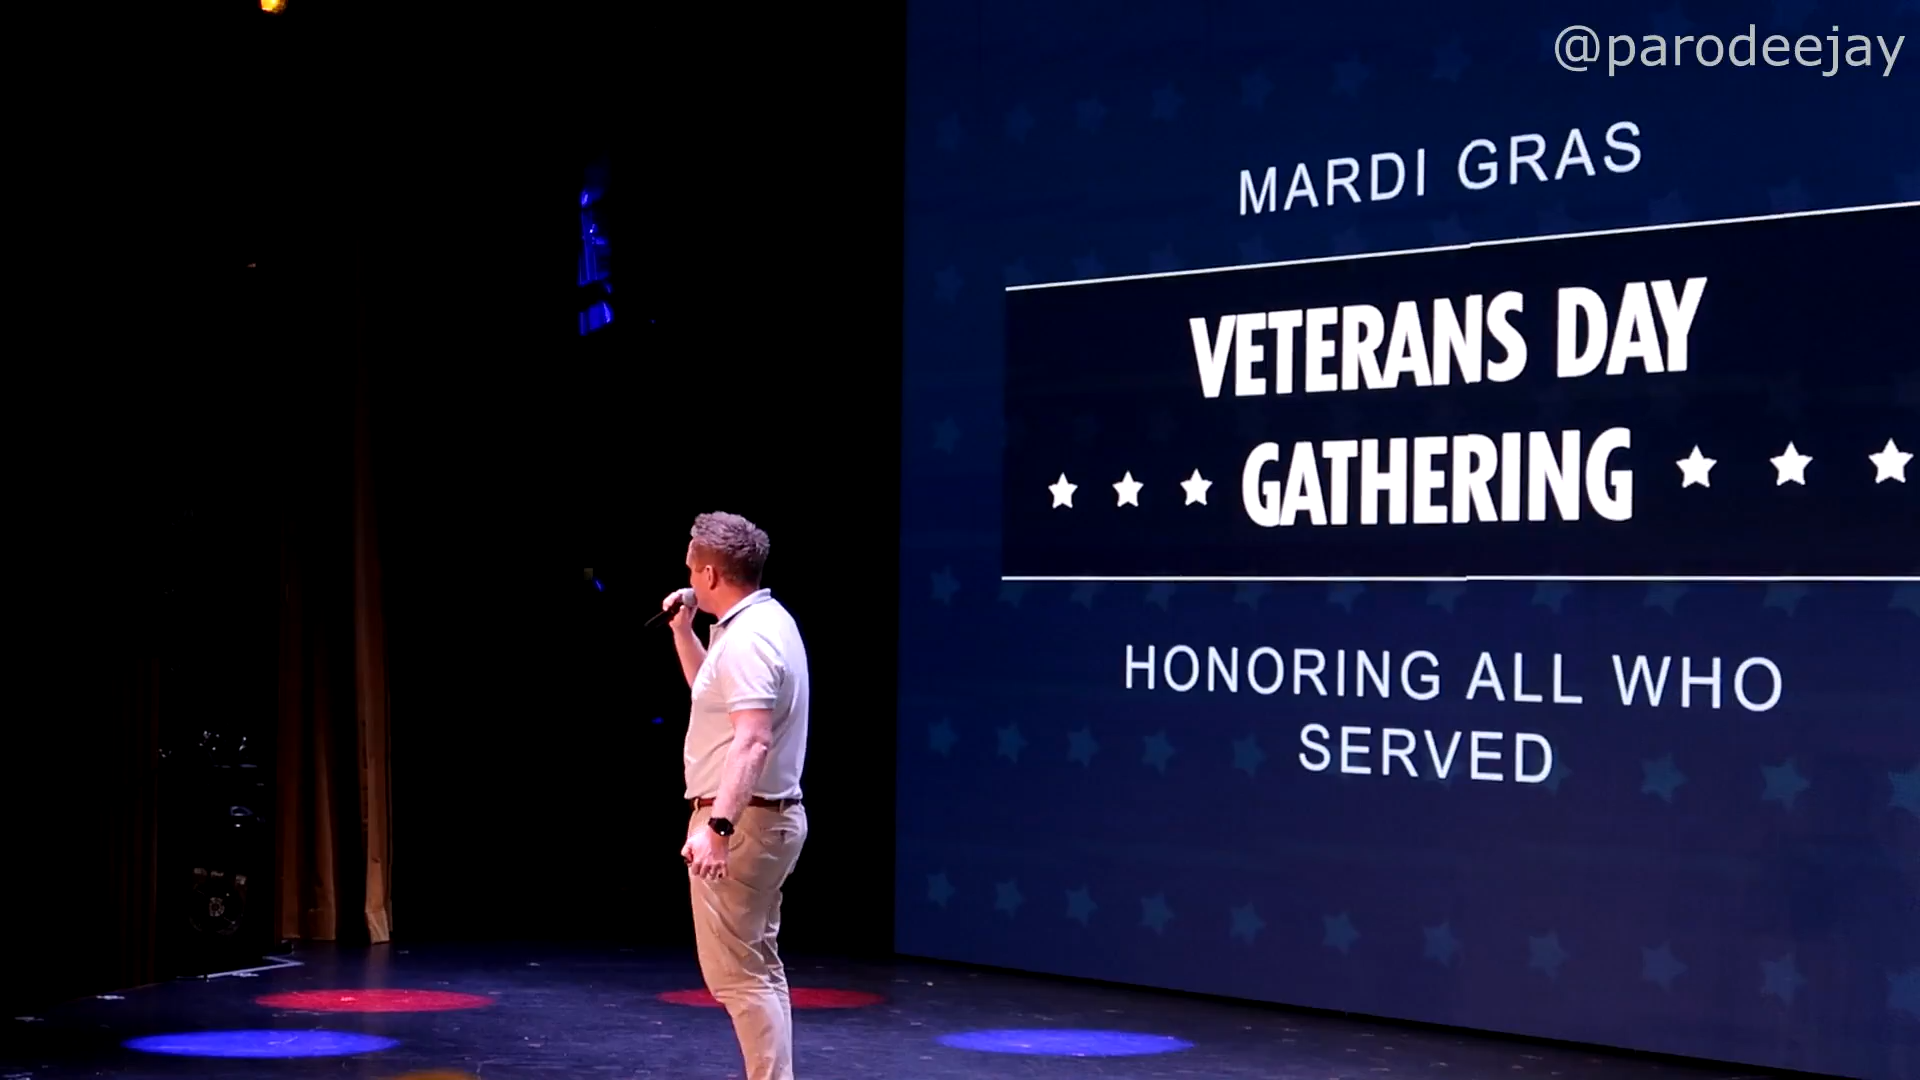 @parodeejay
MARDI GRAS
VETERANS DAY
GATHERING
HONORING ALL WHO
SERVED